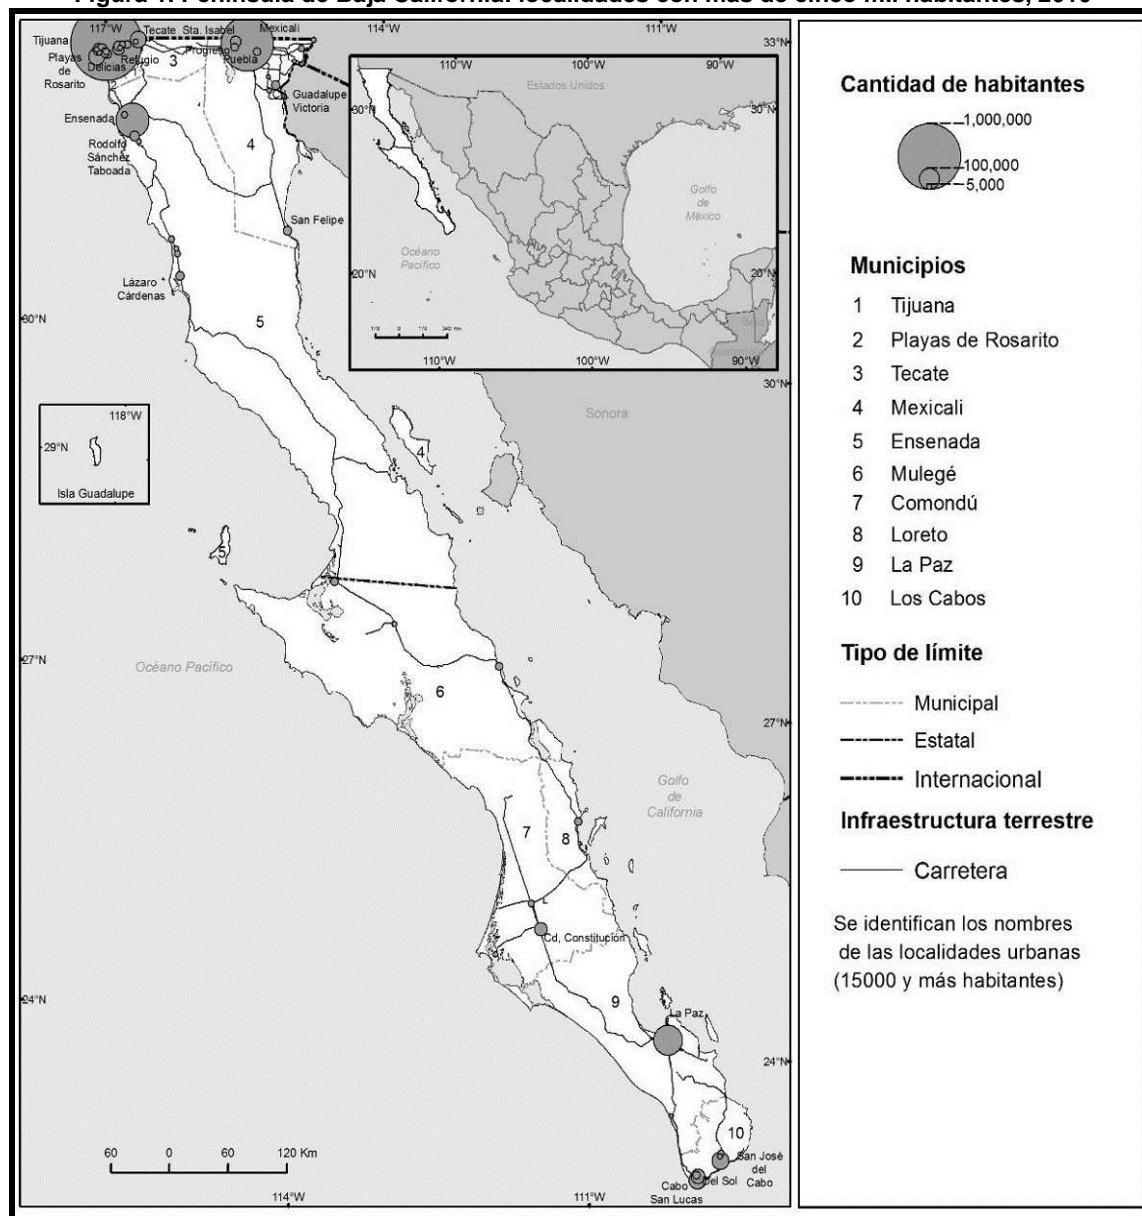 Figura 1. Península de Baja California: localidades con más de cinco mil habitantes, 2010
117°W
114°W
111°W
33°N
Tijuana
Tecate
Sta. Isabel
Mexicali
Playas
de
Rosarito
Delicias
Refugio
Progreso
Puebla
Guadalupe
Victoria
Ensenada
Rodolfo
Sánchez
Taboada
San Felipe
Lázaro
Cárdenas
2
3
4
5
30°N
30°N
110°W
100°W
90°W
Estados Unidos
30°N
30°N
Golfo
de
México
Océano
Pacífico
20°N
20°N
110°W
100°W
90°W
Sonora
118°W
29°N
Isla Guadalupe
4
5
Océano Pacífico
27°N
27°N
6
Golfo
de
California
7
8
Cd, Constitución
9
24°N
La Paz
24°N
10
San José
del
Cabo
Del Sol
Cabo
San Lucas
60 0 60 120 Km
114°W
111°W
Cantidad de habitantes
1,000,000
100,000
5,000
Municipios
1 Tijuana
2 Playas de Rosarito
3 Tecate
4 Mexicali
5 Ensenada
6 Mulegé
7 Comondú
8 Loreto
9 La Paz
10 Los Cabos
Tipo de límite
Municipal
Estatal
Internacional
Infraestructura terrestre
Carretera
Se identifican los nombres
de las localidades urbanas
(15000 y más habitantes)